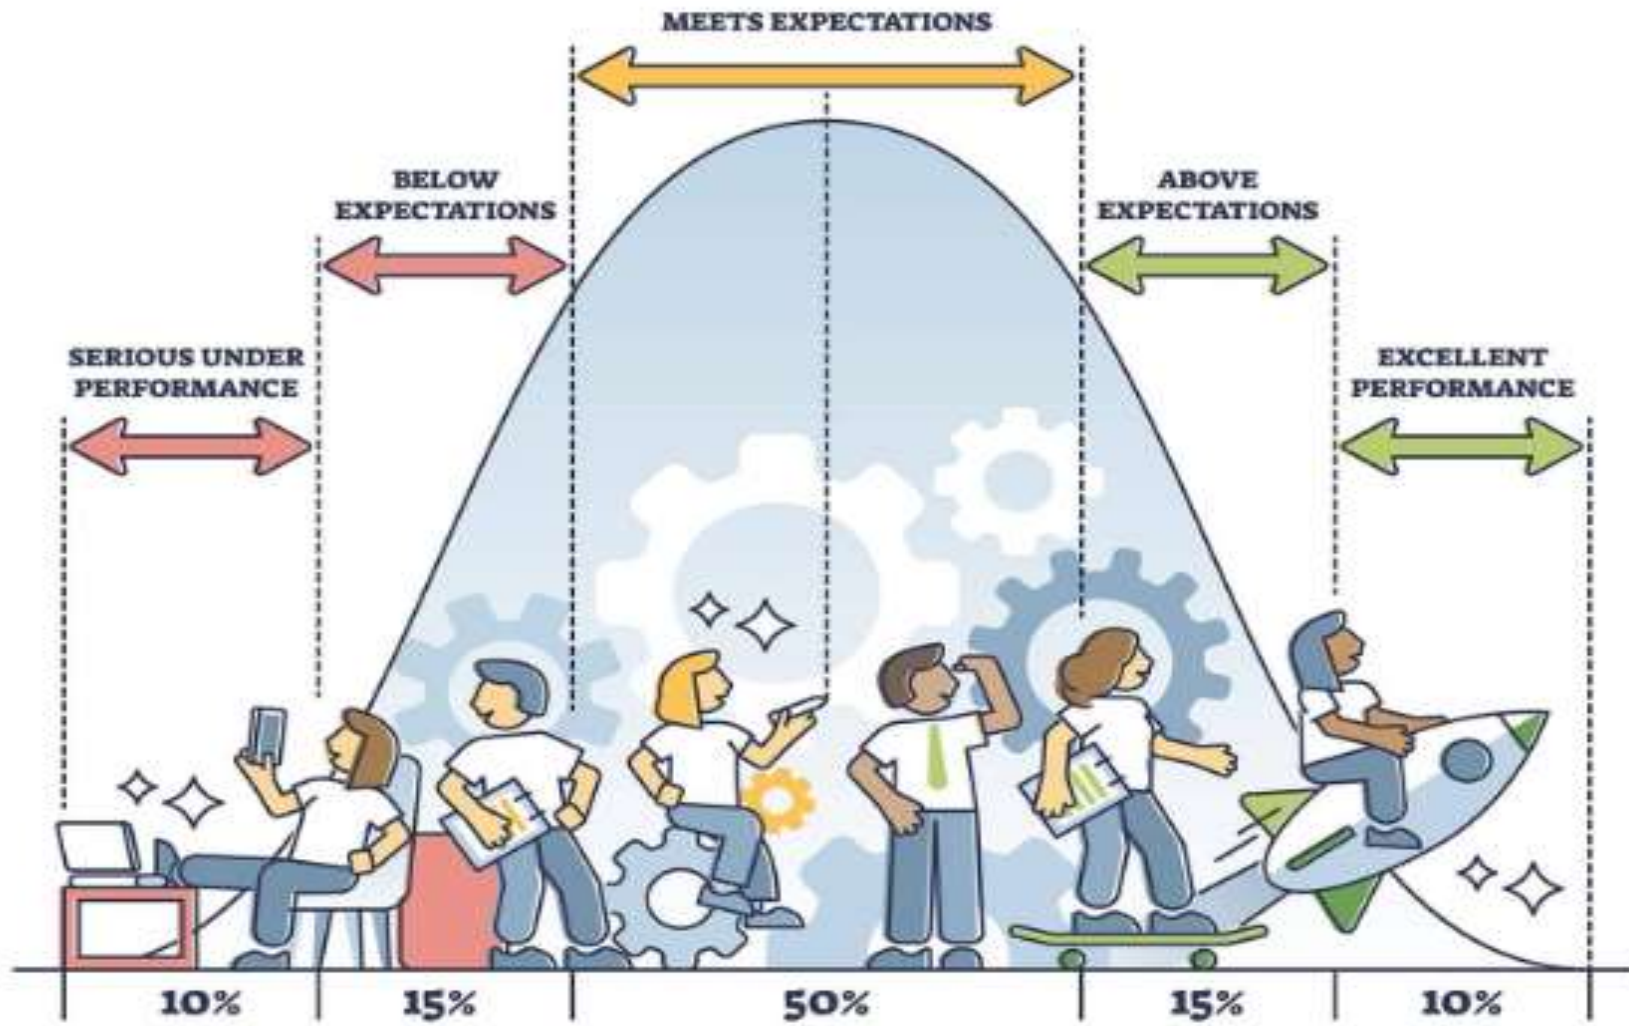 MEETS EXPECTATIONS
BELOW
EXPECTATIONS
ABOVE
EXPECTATIONS
SERIOUS UNDER
PERFORMANCE
EXCELLENT
PERFORMANCE
10%
15%
50%
15%
10%